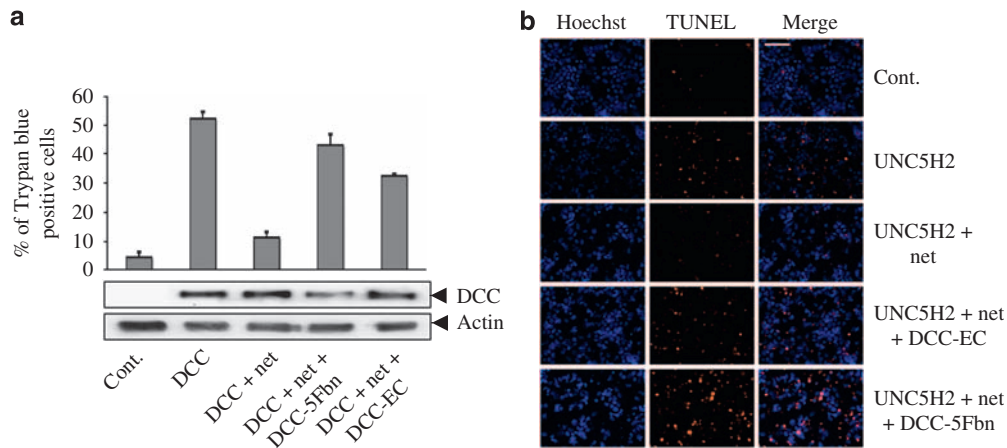 a
% of Trypan blue
positive cells
60
50
40
30
20
10
0
DCC
Actin
Cont.
DCC
DCC + net
DCC + net +
DCC-5Fbn
DCC + net +
DCC-EC
b
Hoechst TUNEL Merge
Cont.
UNC5H2
UNC5H2 +
net
UNC5H2 + net
+ DCC-EC
UNC5H2 + net
+ DCC-5Fbn